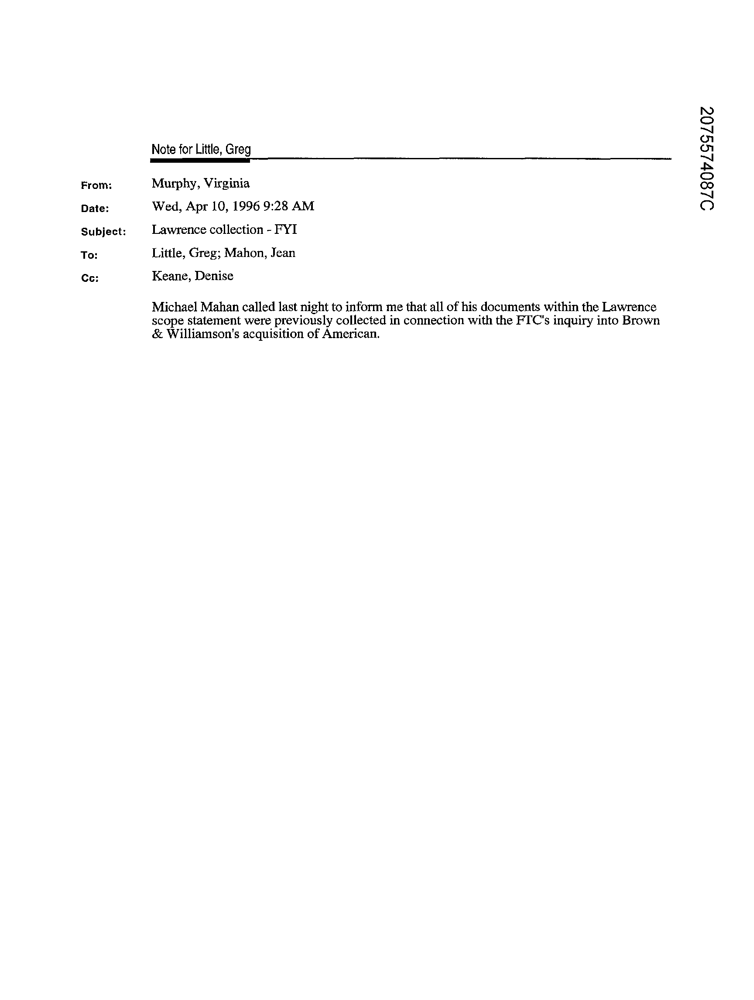 2075574087C
Note for Little, Greg
From: Murphy, Virginia
Date: Wed, Apr 10, 1996 9:28 AM
Subject: Lawrence collection - FYI
To: Little, Greg; Mahon, Jean
Cc: Keane, Denise
Michael Mahan called last night to inform me that all of his documents within the Lawrence
scope statement were previously collected in connection with the FTC's inquiry into Brown
& Williamson's acquisition of American.